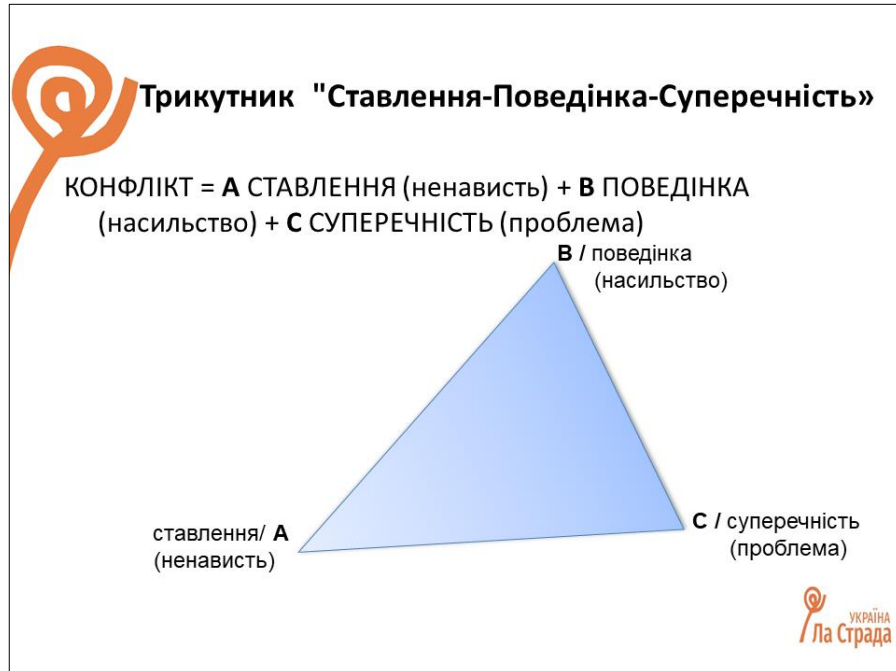 Трикутник "Ставлення-Поведінка-Суперечність»
КОНФЛІКТ = А СТАВЛЕННЯ (ненависть) + В ПОВЕДІНКА
(насильство) + С СУПЕРЕЧНІСТЬ (проблема)
В / поведінка
(насильство)
ставлення/ А
(ненависть)
С / суперечність
(проблема)
УКРАЇНА
Ла Страда